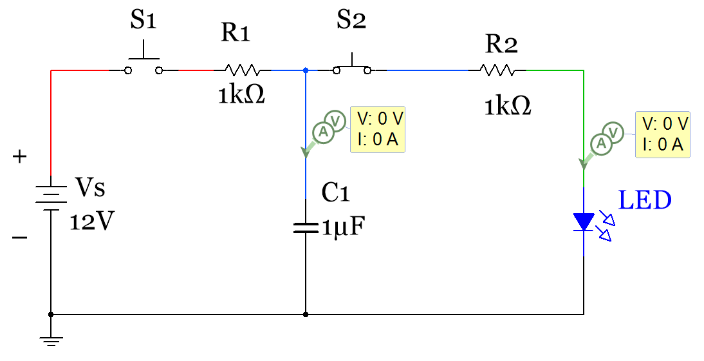 S1
R1
1kΩ
S2
R2
1kΩ
V: 0 V
I: 0 A
A V
V: 0 V
I: 0 A
A V
+
Vs
12V
−
C1
1µF
LED